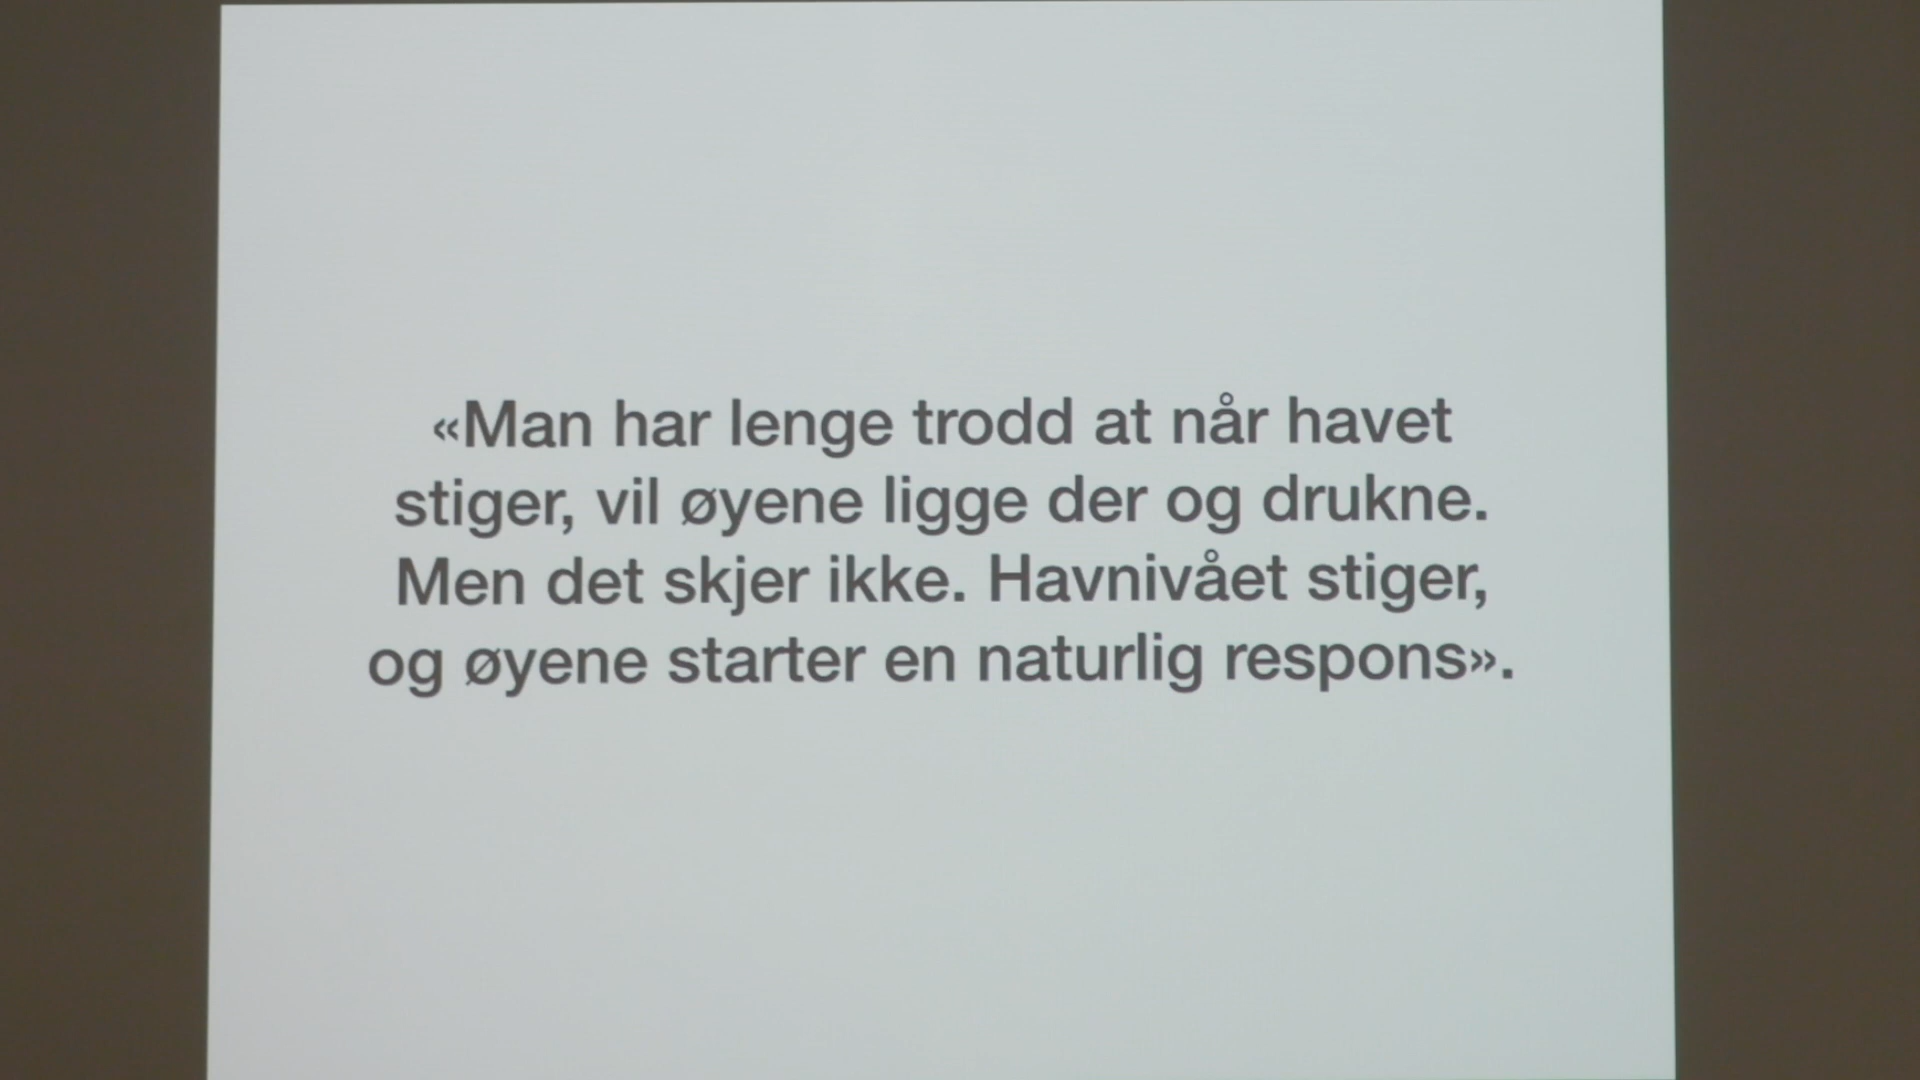 «Man har lenge trodd at når havet
stiger, vil øyene ligge der og drukne.
Men det skjer ikke. Havnivået stiger,
og øyene starter en naturlig respons».